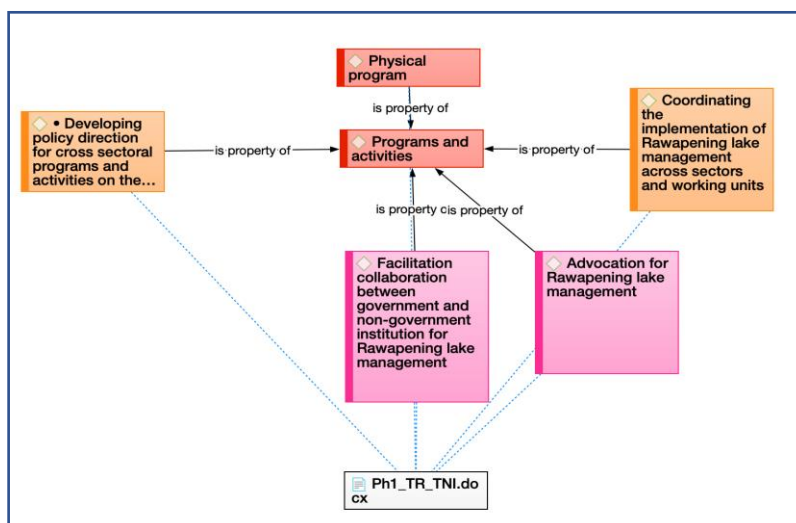 Physical
program
is property of
• Developing
policy direction
for cross sectoral
programs and
activities on the...
is property of
Programs and
activities
is property of
Coordinating
the
implementation of
Rawapening lake
management
across sectors
and working units
is property of
is property of
Facilitation
collaboration
between
government and
non-government
institution for
Rawapening lake
management
Advocation for
Rawapening lake
management
Ph1_TR_TNI.do
cx